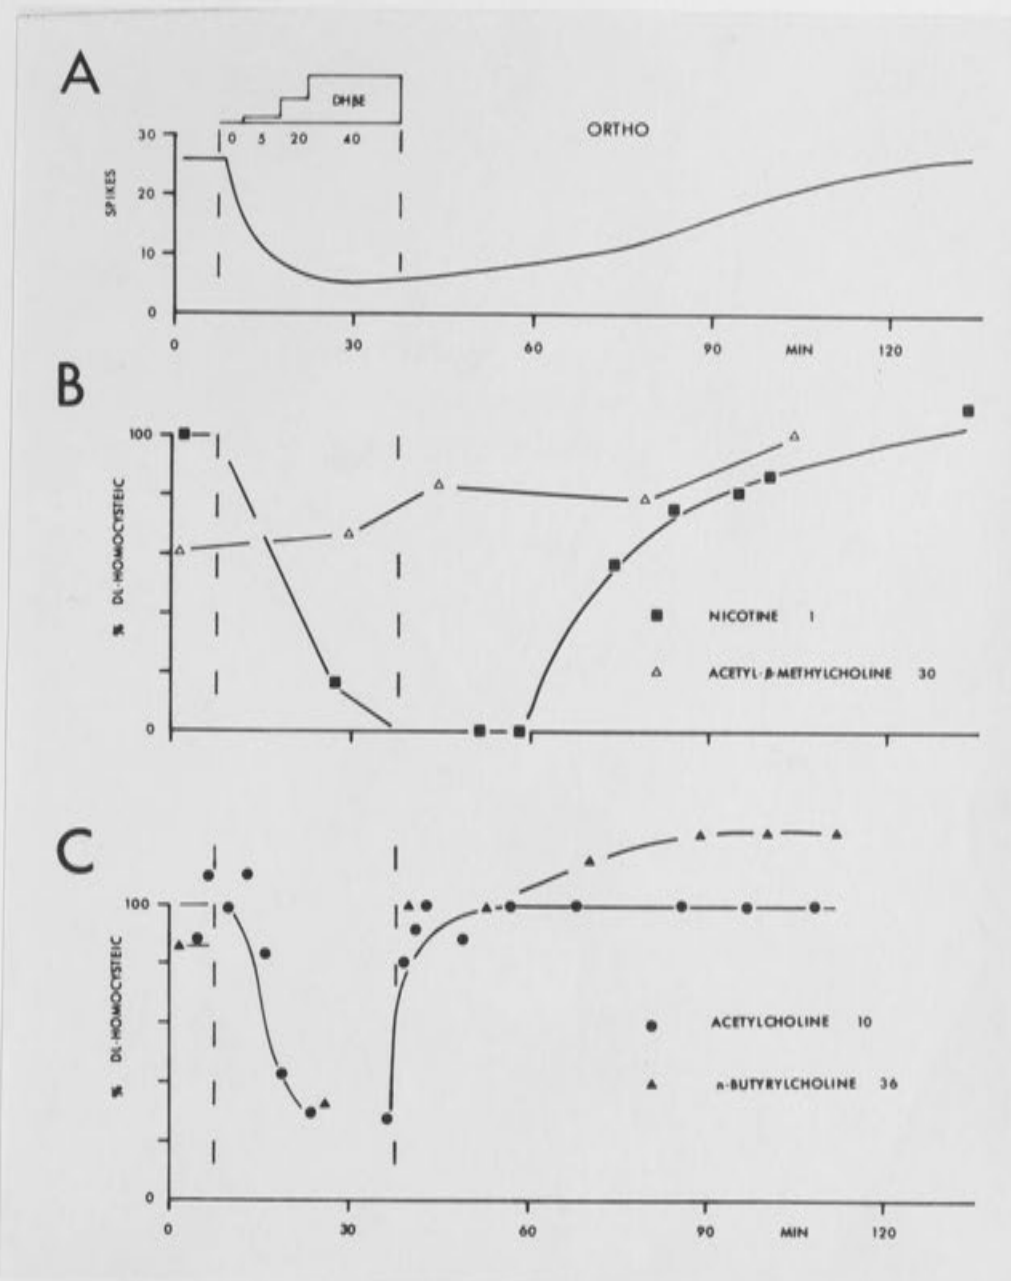 A
DHβE
0 5 20 40
ORTHO
30
20
10
0
SPIKES
0 30 60 90 MIN 120
B
100
0
% DL-HOMOCYSTEIC
NICOTINE 1
ACETYL-β-METHYLCHOLINE 30
C
100
0
% DL-HOMOCYSTEIC
ACETYLCHOLINE 10
n-BUTYRYLCHOLINE 36
0 30 60 90 MIN 120